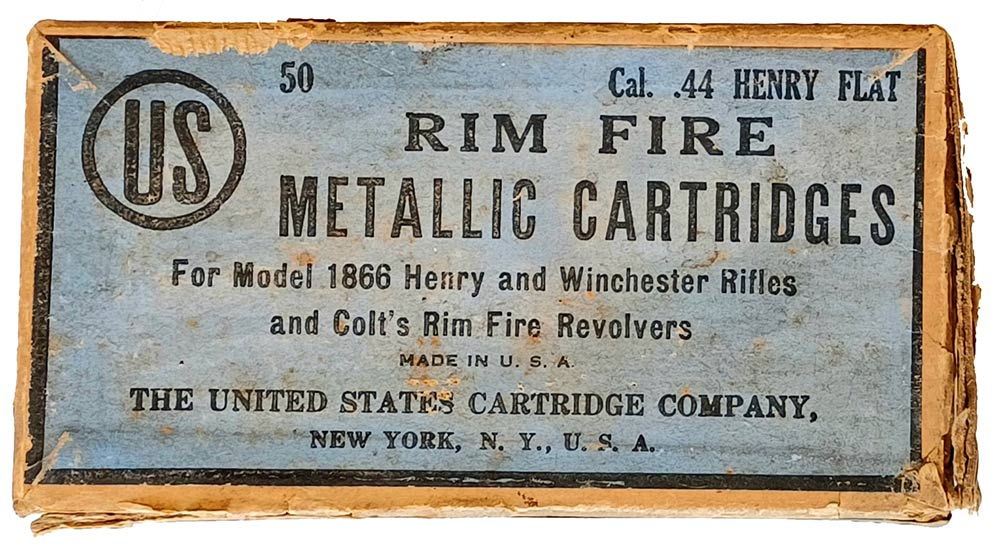 US
50 Cal. .44 HENRY FLAT
RIM FIRE
METALLIC CARTRIDGES
For Model 1866 Henry and Winchester Rifles
and Colt's Rim Fire Revolvers
MADE IN U. S. A.
THE UNITED STATES CARTRIDGE COMPANY,
NEW YORK, N. Y., U. S. A.